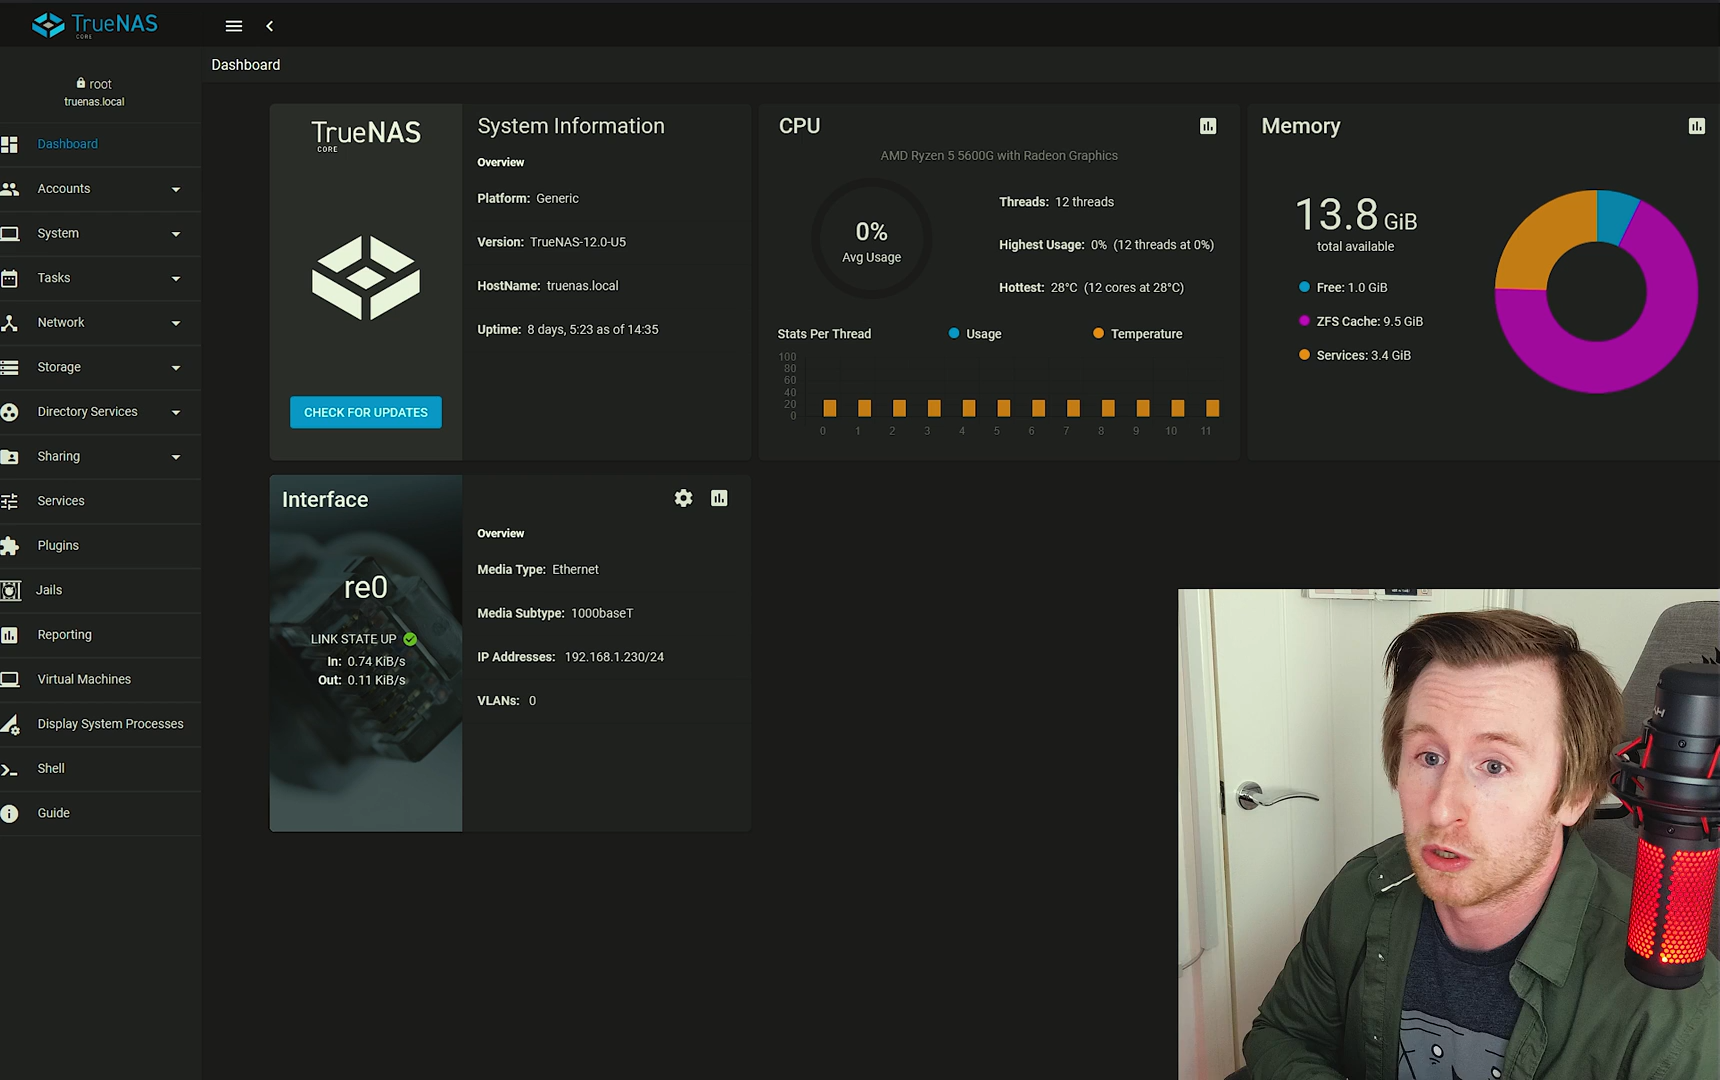 TrueNAS
CORE
Dashboard
root
truenas.local
Dashboard
Accounts
System
Tasks
Network
Storage
Directory Services
Sharing
Services
Plugins
Jails
Reporting
Virtual Machines
Display System Processes
Shell
Guide
TrueNAS
CORE
CHECK FOR UPDATES
System Information
Overview
Platform: Generic
Version: TrueNAS-12.0-U5
HostName: truenas.local
Uptime: 8 days, 5:23 as of 14:35
CPU
AMD Ryzen 5 5600G with Radeon Graphics
0%
Avg Usage
Threads: 12 threads
Highest Usage: 0% (12 threads at 0%)
Hottest: 28°C (12 cores at 28°C)
Stats Per Thread Usage Temperature
100
80
60
40
20
0
0 1 2 3 4 5 6 7 8 9 10 11
Memory
13.8 GiB
total available
Free: 1.0 GiB
ZFS Cache: 9.5 GiB
Services: 3.4 GiB
Interface
re0
LINK STATE UP
In: 0.74 KiB/s
Out: 0.11 KiB/s
Overview
Media Type: Ethernet
Media Subtype: 1000baseT
IP Addresses: 192.168.1.230/24
VLANs: 0